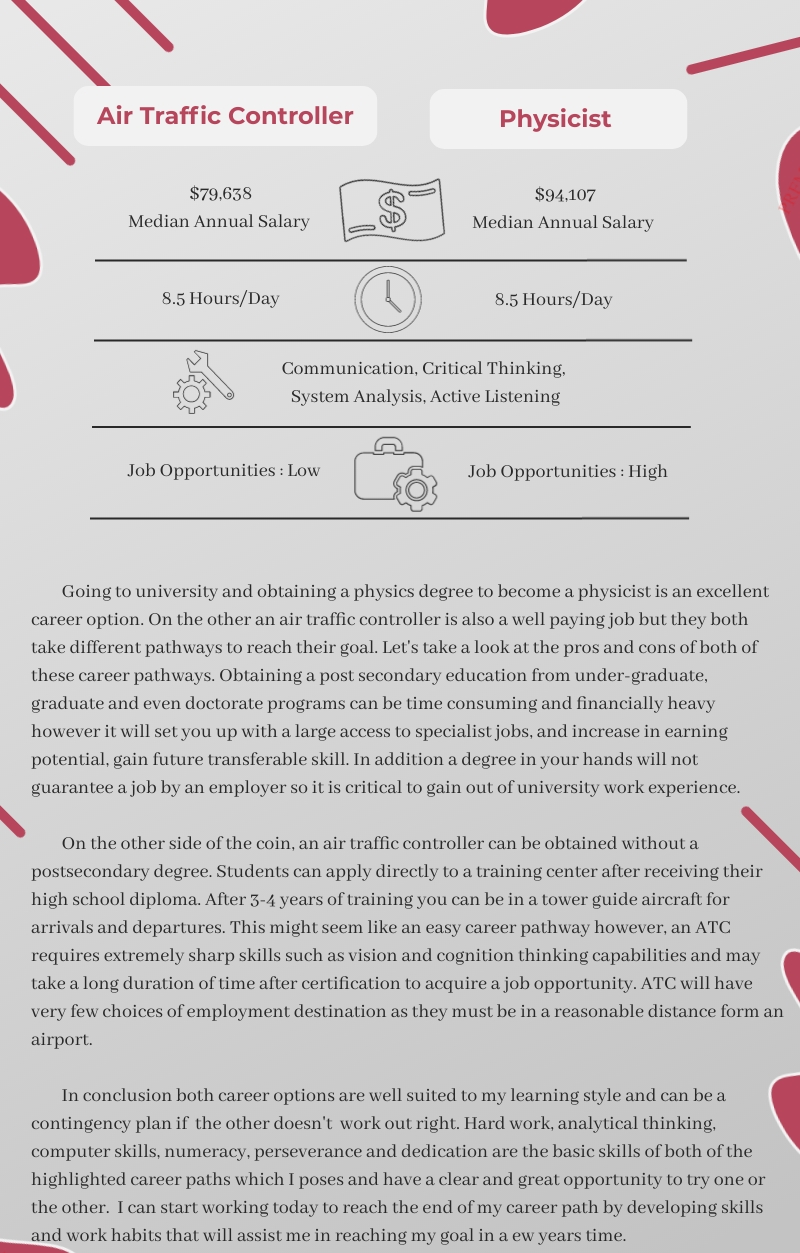 Air Traffic Controller
Physicist
$79,638
Median Annual Salary
$94,107
Median Annual Salary
8.5 Hours/Day
8.5 Hours/Day
Communication, Critical Thinking,
System Analysis, Active Listening
Job Opportunities : Low
Job Opportunities : High
Going to university and obtaining a physics degree to become a physicist is an excellent
career option. On the other an air traffic controller is also a well paying job but they both
take different pathways to reach their goal. Let's take a look at the pros and cons of both of
these career pathways. Obtaining a post secondary education from under-graduate,
graduate and even doctorate programs can be time consuming and financially heavy
however it will set you up with a large access to specialist jobs, and increase in earning
potential, gain future transferable skill. In addition a degree in your hands will not
guarantee a job by an employer so it is critical to gain out of university work experience.
On the other side of the coin, an air traffic controller can be obtained without a
postsecondary degree. Students can apply directly to a training center after receiving their
high school diploma. After 3-4 years of training you can be in a tower guide aircraft for
arrivals and departures. This might seem like an easy career pathway however, an ATC
requires extremely sharp skills such as vision and cognition thinking capabilities and may
take a long duration of time after certification to acquire a job opportunity. ATC will have
very few choices of employment destination as they must be in a reasonable distance form an
airport.
In conclusion both career options are well suited to my learning style and can be a
contingency plan if the other doesn't work out right. Hard work, analytical thinking,
computer skills, numeracy, perseverance and dedication are the basic skills of both of the
highlighted career paths which I poses and have a clear and great opportunity to try one or
the other. I can start working today to reach the end of my career path by developing skills
and work habits that will assist me in reaching my goal in a ew years time.